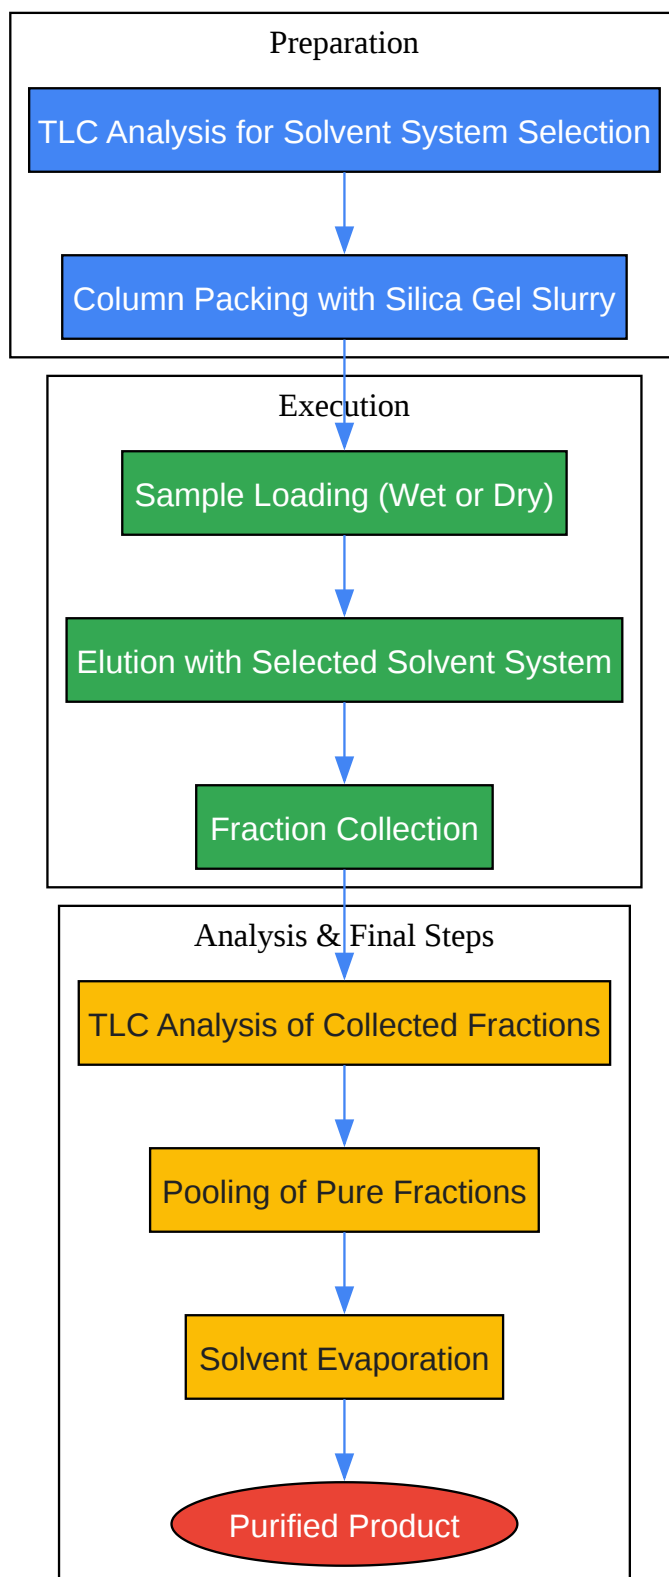 Preparation
TLC Analysis for Solvent System Selection
Column Packing with Silica Gel Slurry
Execution
Sample Loading (Wet or Dry)
Elution with Selected Solvent System
Fraction Collection
Analysis & Final Steps
TLC Analysis of Collected Fractions
Pooling of Pure Fractions
Solvent Evaporation
Purified Product